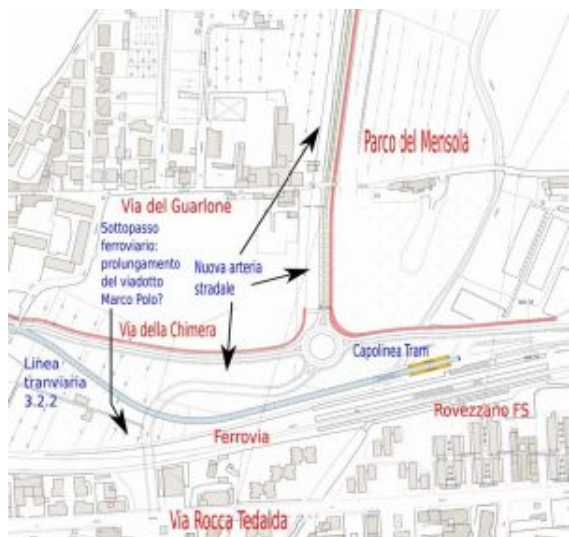 Parco del Mensola
Via del Guarlone
Sottopasso
ferroviario:
prolungamento
del viadotto
Marco Polo?
Nuova arteria
stradale
Via della Chimera
Capolinea Tram
Linea
tranviaria
3.2.2
Rovezzano FS
Ferrovia
Via Rocca Tedalda